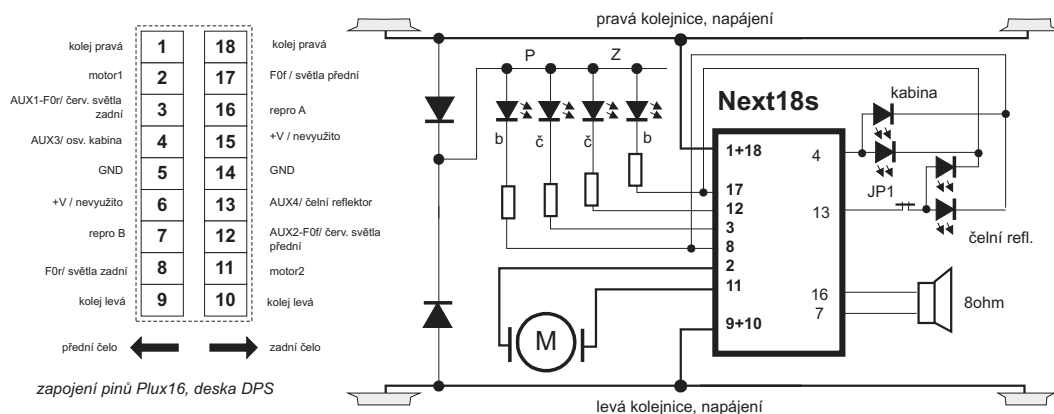 kolej pravá 1 18 kolej pravá
motor1 2 17 F0f / světla přední
AUX1-F0r/ červ. světla
zadní 3 16 repro A
AUX3/ osv. kabina 4 15 +V / nevyužito
GND 5 14 GND
+V / nevyužito 6 13 AUX4/ čelní reflektor
repro B 7 12 AUX2-F0f/ červ. světla
přední
F0r/ světla zadní 8 11 motor2
kolej levá 9 10 kolej levá
přední čelo zadní čelo
zapojení pinů Plux16, deska DPS
pravá kolejnice, napájení
P Z
b č č b
Next18s
1+18
17
12
3
8
2
11
9+10
4
13
16
7
kabina
JP1
čelní refl.
8ohm
M
levá kolejnice, napájení